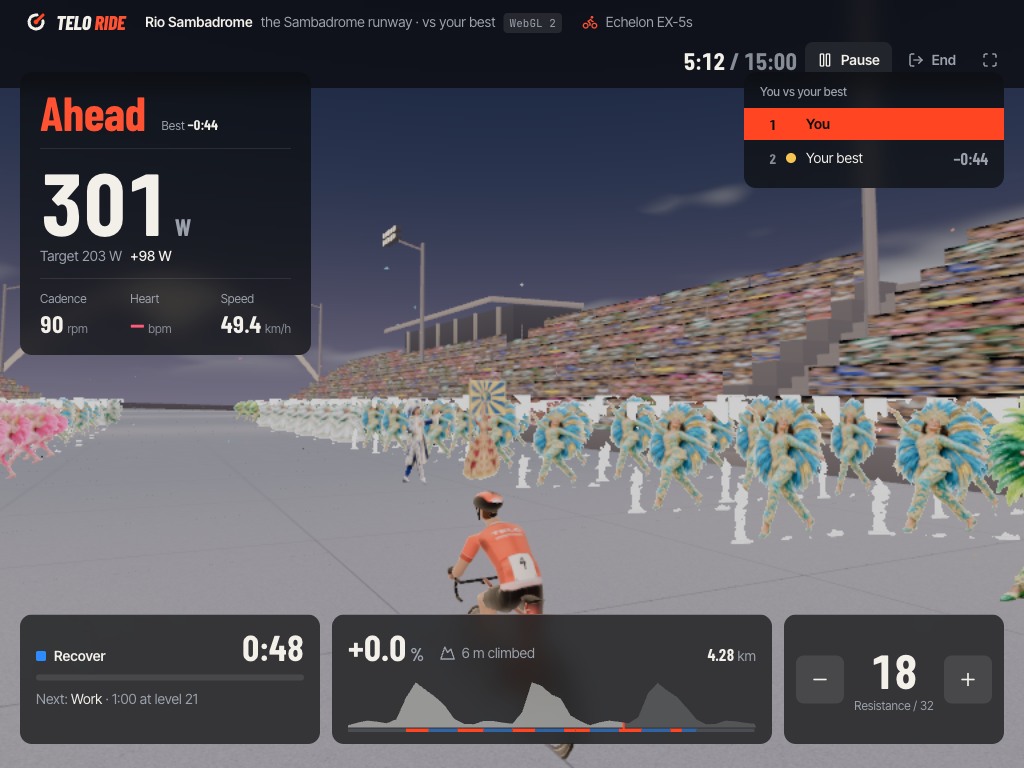 TELO RIDE Rio Sambadrome the Sambadrome runway · vs your best WebGL 2 Echelon EX-5s
5:12 / 15:00 Pause End
Ahead Best −0:44
301 W
Target 203 W +98 W
Cadence Heart Speed
90 rpm – bpm 49.4 km/h
You vs your best
1 You
2 Your best −0:44
4
Recover 0:48
Next: Work · 1:00 at level 21
+0.0 % 6 m climbed 4.28 km
− 18 +
Resistance / 32